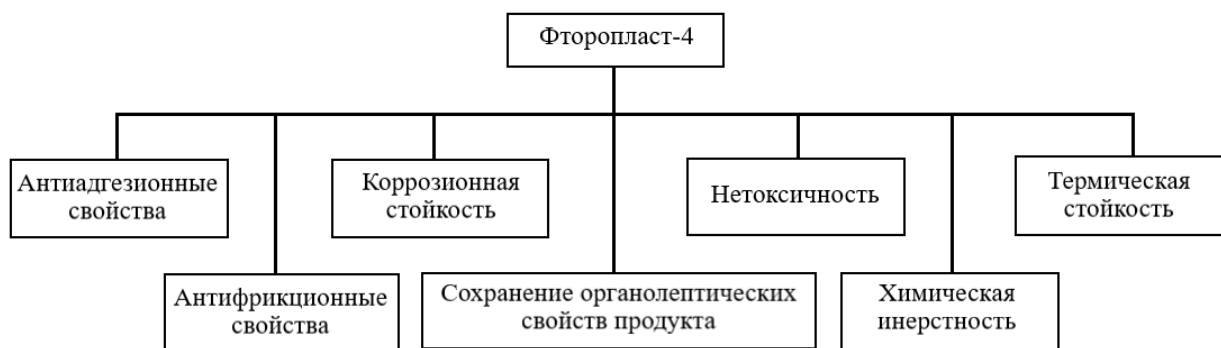 Фторопласт-4
Антиадгезионные
свойства
Коррозионная
стойкость
Нетоксичность
Термическая
стойкость
Антифрикционные
свойства
Сохранение органолептических
свойств продукта
Химическая
инерстность